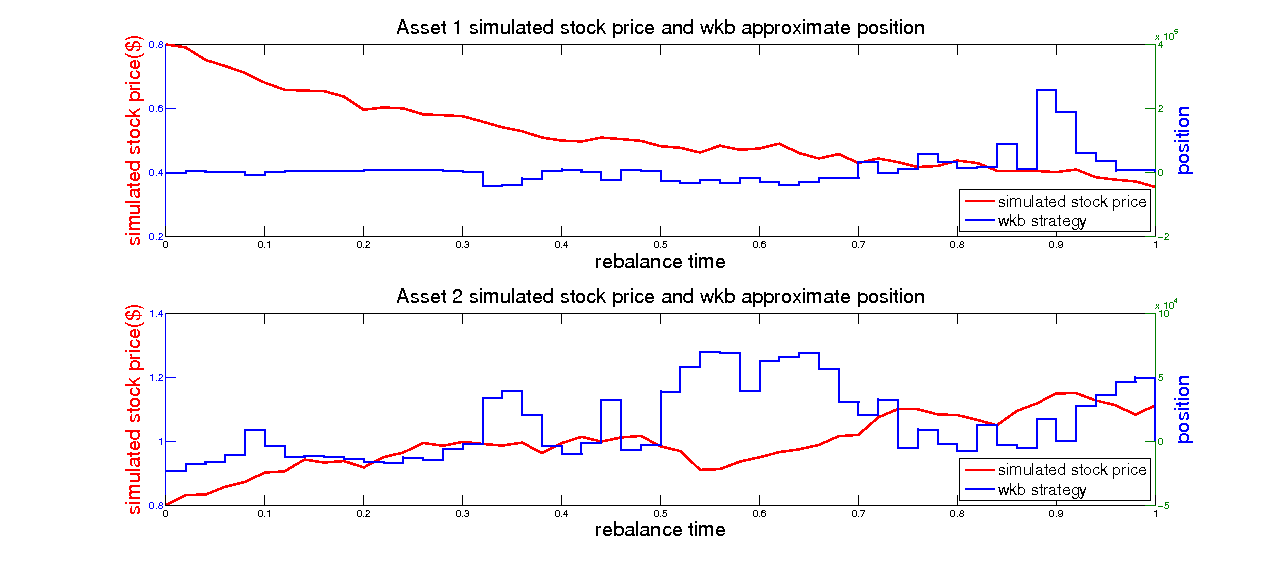 Asset 1 simulated stock price and wkb approximate position
x 10^5
simulated stock price($)
0.8
0.6
0.4
0.2
4
2
0
-2
position
simulated stock price
wkb strategy
0 0.1 0.2 0.3 0.4 0.5 0.6 0.7 0.8 0.9 1
rebalance time
Asset 2 simulated stock price and wkb approximate position
x 10^4
simulated stock price($)
1.4
1.2
1
0.8
10
5
0
-5
position
simulated stock price
wkb strategy
0 0.1 0.2 0.3 0.4 0.5 0.6 0.7 0.8 0.9 1
rebalance time